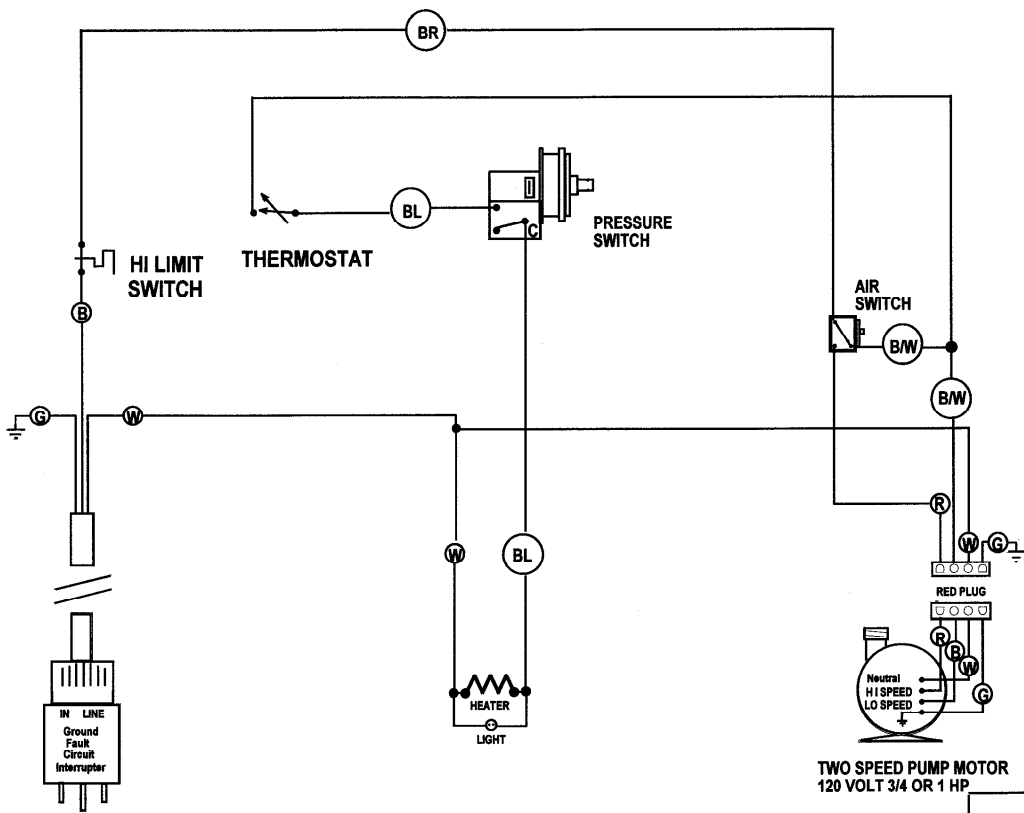 BR
BL
C
PRESSURE
SWITCH
THERMOSTAT
HI LIMIT
SWITCH
B
AIR
SWITCH
B/W
B/W
G
W
R
W
BL
W
G
RED PLUG
R
B
W
G
Neutral
HI SPEED
LO SPEED
HEATER
LIGHT
IN LINE
Ground
Fault
Circuit
Interrupter
TWO SPEED PUMP MOTOR
120 VOLT 3/4 OR 1 HP